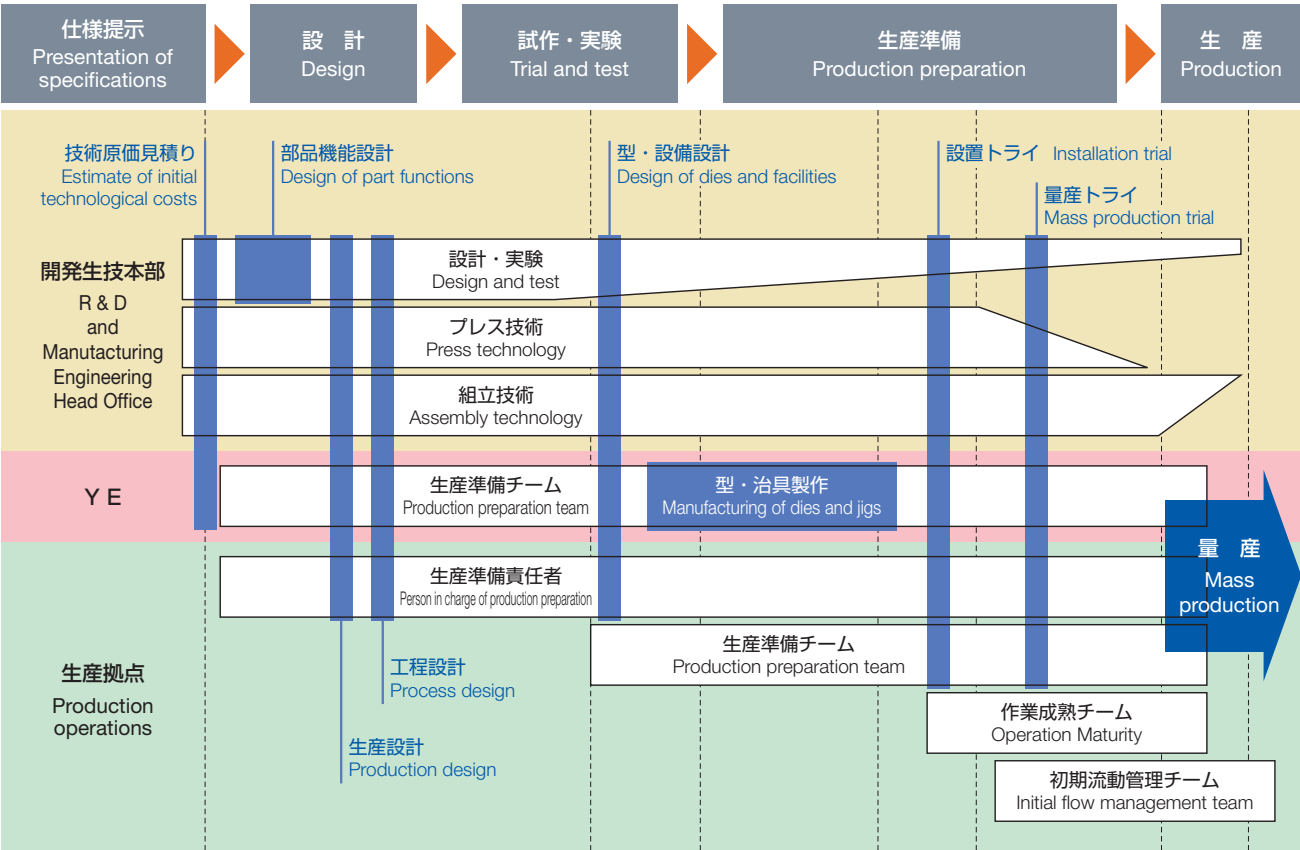 仕様提示
Presentation of
specifications
設 計
Design
試作・実験
Trial and test
生産準備
Production preparation
生 産
Production
技術原価見積り
Estimate of initial
technological costs
部品機能設計
Design of part functions
型・設備設計
Design of dies and facilities
設置トライ Installation trial
量産トライ
Mass production trial
開発生技本部
R & D
and
Manutacturing
Engineering
Head Office
設計・実験
Design and test
プレス技術
Press technology
組立技術
Assembly technology
Y E
生産準備チーム
Production preparation team
型・治具製作
Manufacturing of dies and jigs
量 産
Mass
production
生産準備責任者
Person in charge of production preparation
生産拠点
Production
operations
生産準備チーム
Production preparation team
工程設計
Process design
作業成熟チーム
Operation Maturity
生産設計
Production design
初期流動管理チーム
Initial flow management team